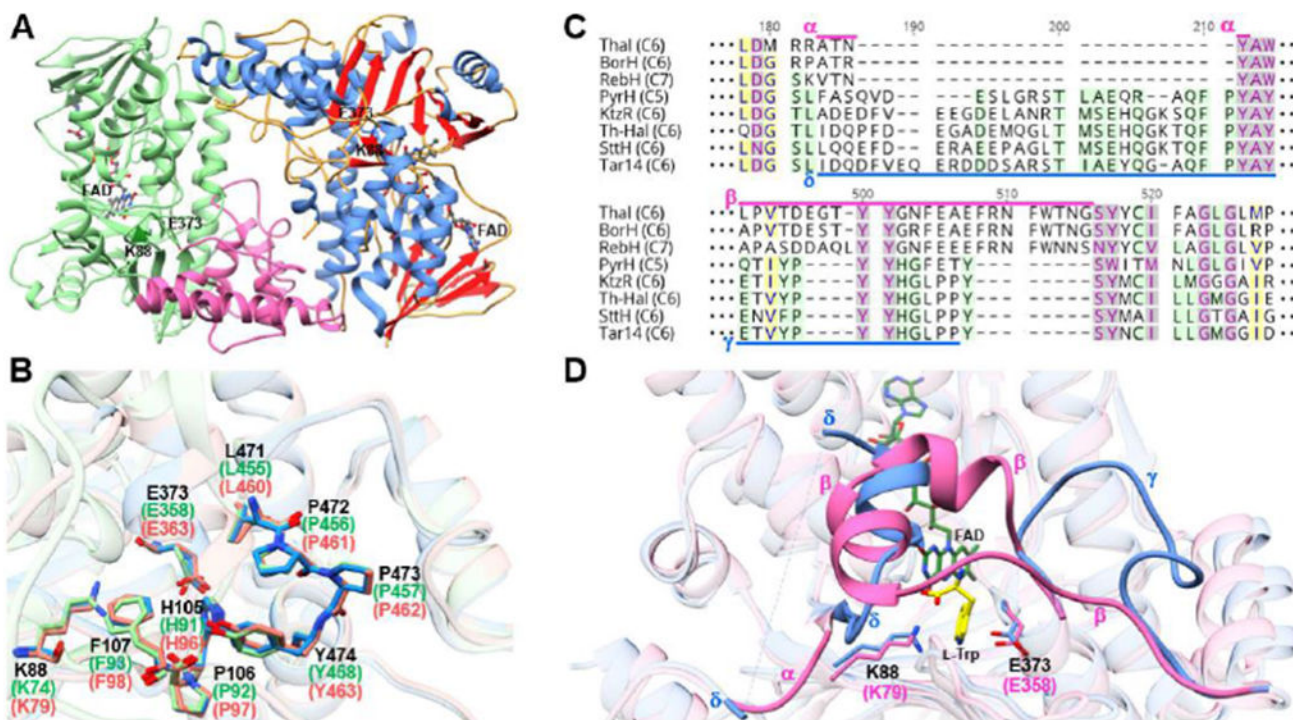 A
E373
K88
FAD
E373
K88
FAD
B
L471
(L455)
(L460)
E373
(E358)
(E363)
P472
(P456)
(P461)
P473
(P457)
(P462)
H105
(H91)
(H96)
F107
(F93)
(F98)
K88
(K74)
(K79)
P106
(P92)
(P97)
Y474
(Y458)
(Y463)
C
180 190 200 210
α α
Thal (C6) ··· LDM RRATN - - - - - - - - - - - - - - - - - - - - - - - - - YAW ···
BorH (C6) ··· LDG RPATR - - - - - - - - - - - - - - - - - - - - - - - - - YAW ···
RebH (C7) ··· LDG SKVTN - - - - - - - - - - - - - - - - - - - - - - - - - YAW ···
PyrH (C5) ··· LDG SLFASQVD - - - - - - ESLGRST LAEQR - - AQF PYAY ···
KtzR (C6) ··· LDG TLADEDFV - - - EEGDELANRT MSEHQGKSQF PYAY ···
Th-Hal (C6) ··· QDG TLIDQPFD - - - EGADEMQGLT MSEHQGKTQF PYAY ···
SttH (C6) ··· LNG SLLQQEFD - - - ERAEEPAGLT MSEHQGKTQF PYAY ···
Tar14 (C6) ··· LDG SLIDQDFVEQ ERDDDSARST IAEYQG - AQF PYAY ···
δ
β 500 510 520
Thal (C6) ··· LPVTDEGT - Y YGNFEAEFRN FWTNGSYYCI FAGLGLMP ···
BorH (C6) ··· APVTDEST - Y YGRFEAEFRN FWTNGSYYCI FAGLGLRP ···
RebH (C7) ··· APASDDAQLY YGNFEEEFRN FWNNSNYYCV LAGLGLVP ···
PyrH (C5) ··· QTIYP - - - - Y YHGFETY - - - - - - - - SWITM NLGLGIVP ···
KtzR (C6) ··· ETIYP - - - - Y YHGLPPY - - - - - - - - SYMCI LMGLGAIR ···
Th-Hal (C6) ··· ETVYP - - - - Y YHGLPPY - - - - - - - - SYMCI LLGMGGIE ···
SttH (C6) ··· ENVFP - - - - Y YHGLPPY - - - - - - - - SYMAI LLGTGAIG ···
Tar14 (C6) ··· ETVYP - - - - Y YHGLPPY - - - - - - - - SYNCI LLGMGGID ···
γ
D
δ
β
β
γ
FAD
δ
β
α
K88
(K79)
L-Trp
E373
(E358)
δ